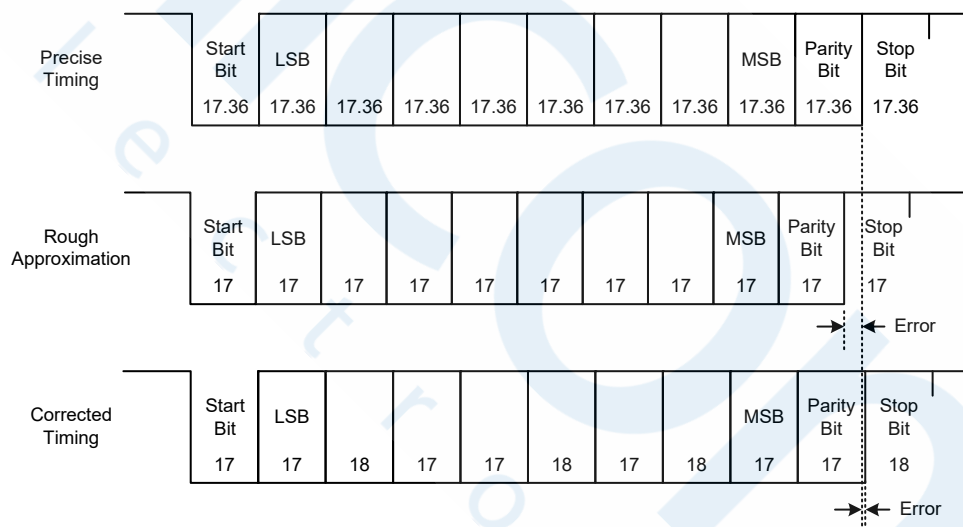 Precise
Timing
Start
Bit
LSB
MSB
Parity
Bit
Stop
Bit
17.36 17.36 17.36 17.36 17.36 17.36 17.36 17.36 17.36 17.36 17.36
Rough
Approximation
Start
Bit
LSB
MSB
Parity
Bit
Stop
Bit
17 17 17 17 17 17 17 17 17 17 17
Error
Corrected
Timing
Start
Bit
LSB
MSB
Parity
Bit
Stop
Bit
17 17 18 17 17 18 17 18 17 17 18
Error